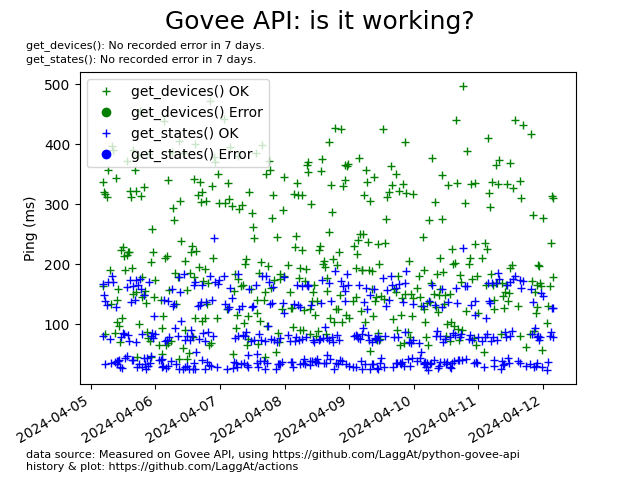 Govee API: is it working?
get_devices(): No recorded error in 7 days.
get_states(): No recorded error in 7 days.
get_devices() OK
get_devices() Error
get_states() OK
get_states() Error
Ping (ms)
500
400
300
200
100
2024-04-05
2024-04-06
2024-04-07
2024-04-08
2024-04-09
2024-04-10
2024-04-11
2024-04-12
data source: Measured on Govee API, using https://github.com/LaggAt/python-govee-api
history & plot: https://github.com/LaggAt/actions